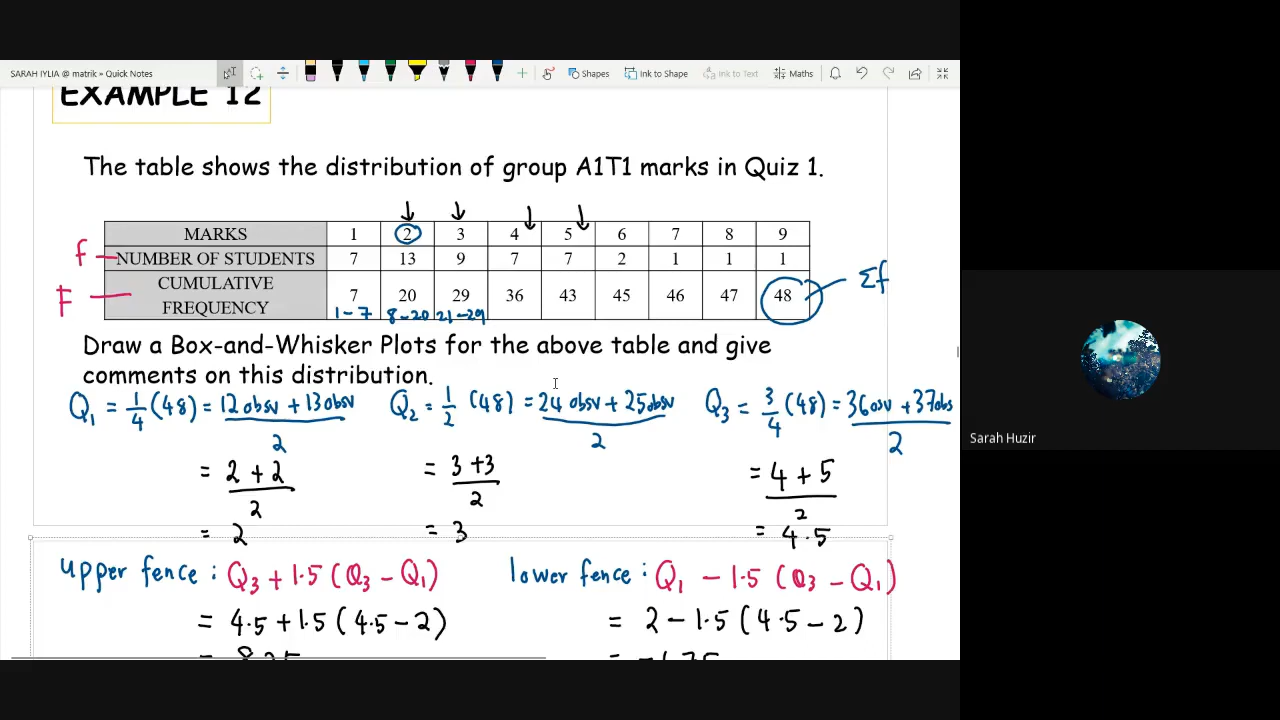 SARAH IYLIA @ matrik » Quick Notes
Shapes Ink to Shape Ink to Text Maths
EXAMPLE 12
The table shows the distribution of group A1T1 marks in Quiz 1.
↓ ↓ ↓ ↓
MARKS 1 2 3 4 5 6 7 8 9
f NUMBER OF STUDENTS 7 13 9 7 7 2 1 1 1
F CUMULATIVE FREQUENCY 7 20 29 36 43 45 46 47 48 Σf
1-7 8-20 21-29
Draw a Box-and-Whisker Plots for the above table and give
comments on this distribution.
Q1 = 1/4 (48) = 12 obsv + 13 obsv / 2
= 2 + 2 / 2
= 2
Q2 = 1/2 (48) = 24 obsv + 25 obsv / 2
= 3 + 3 / 2
= 3
Q3 = 3/4 (48) = 36 osv + 37 obs / 2
= 4 + 5 / 2
= 4.5
upper fence : Q3 + 1.5 (Q3 - Q1)
= 4.5 + 1.5 (4.5 - 2)
= 8.25
lower fence : Q1 - 1.5 (Q3 - Q1)
= 2 - 1.5 (4.5 - 2)
= -1.75
Sarah Huzir